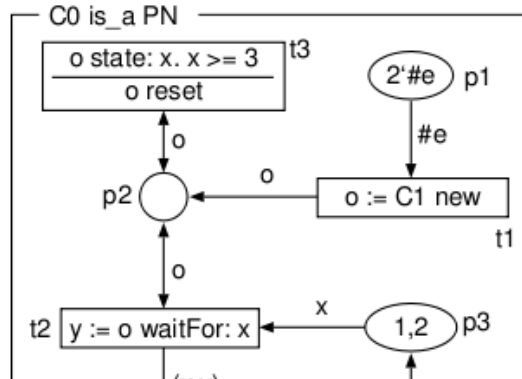 C0 is_a PN
o state: x. x >= 3
o reset
t3
2‘#e
p1
o
#e
p2
o
o := C1 new
t1
o
t2
y := o waitFor: x
x
1,2
p3